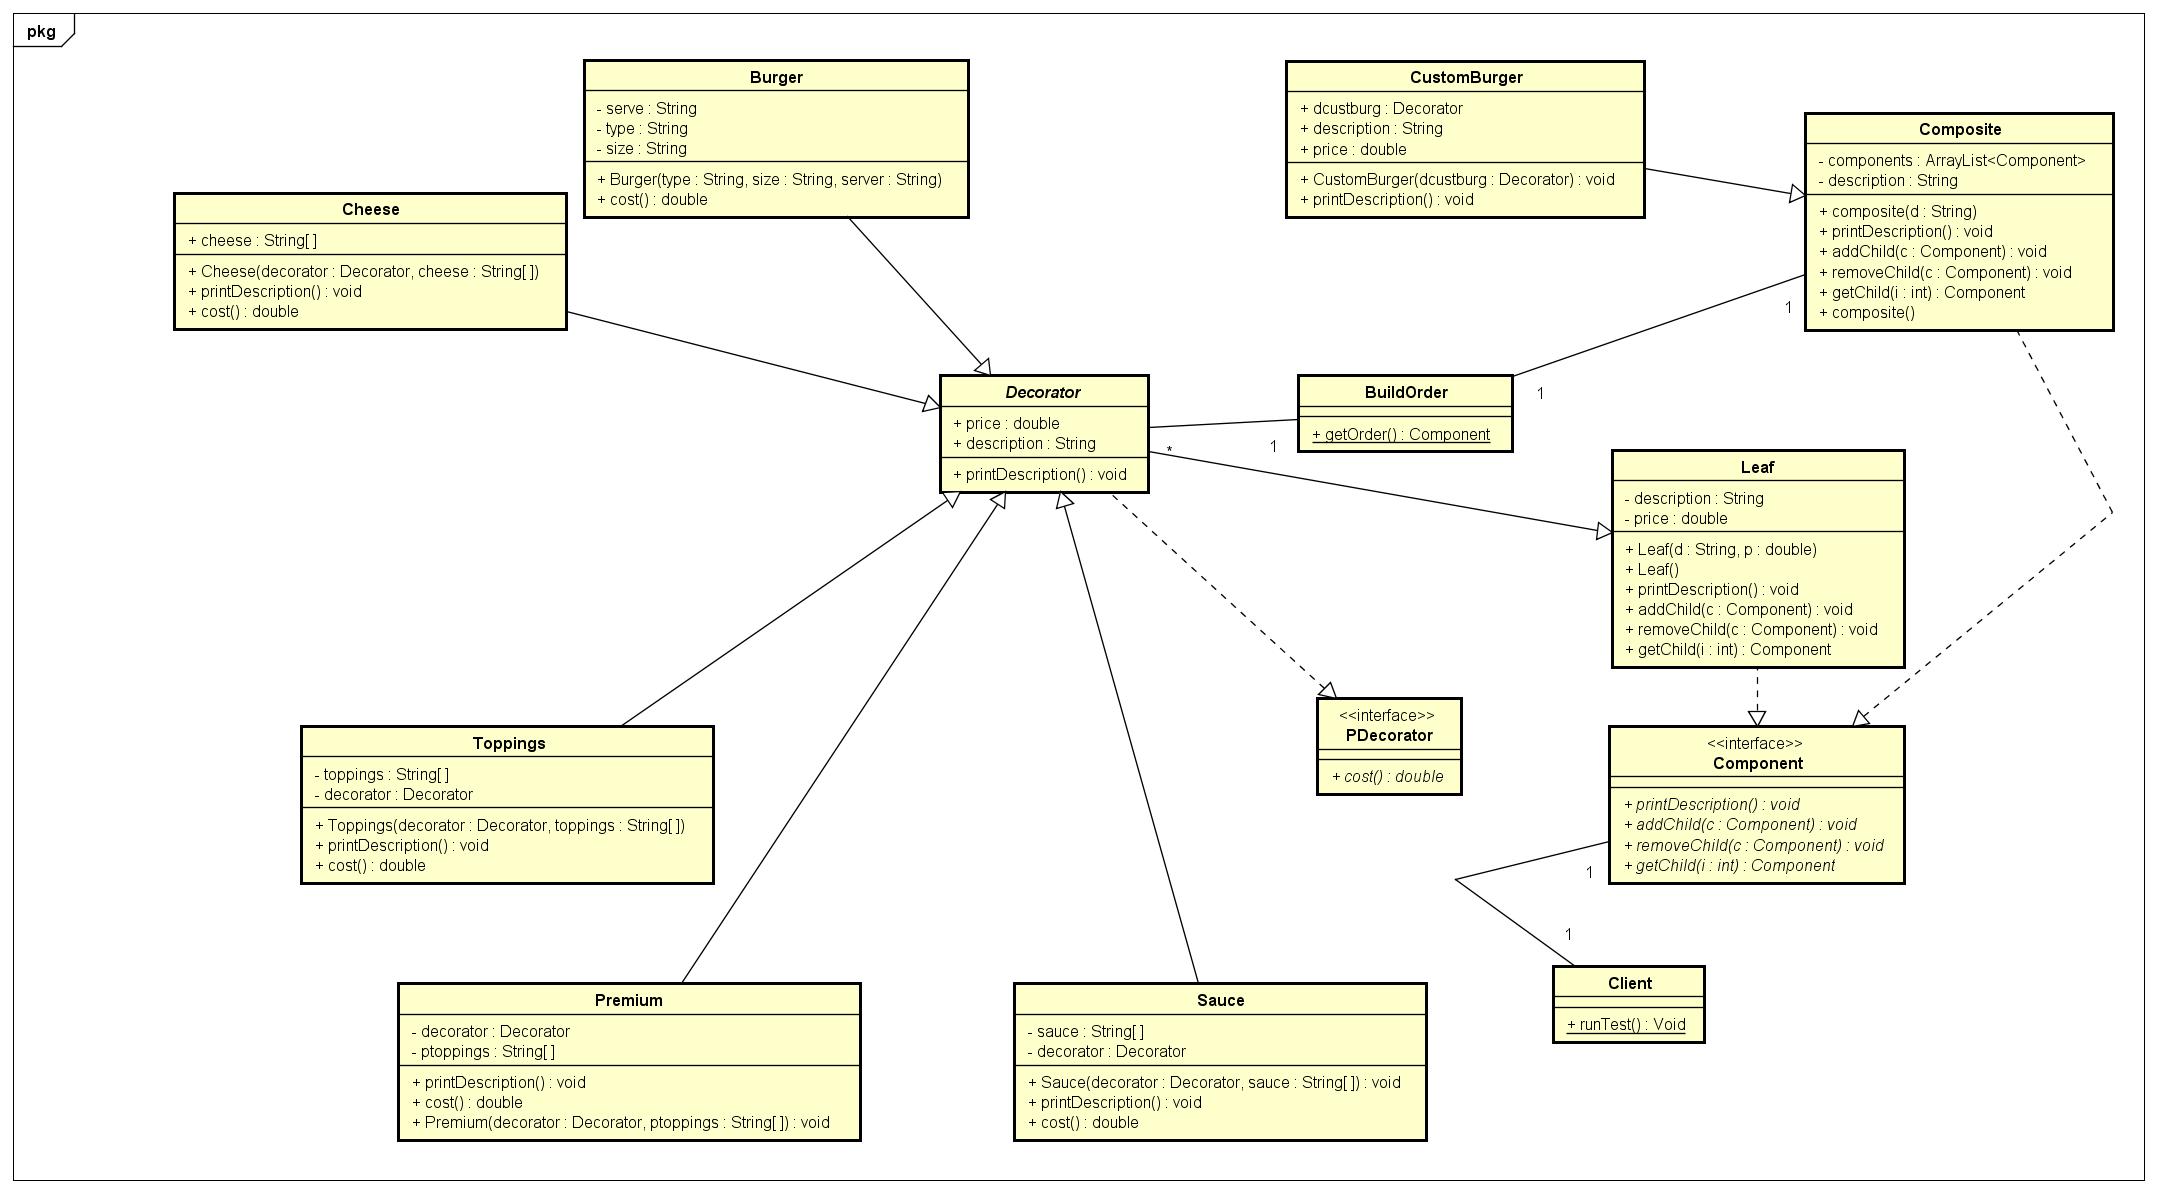 pkg
Burger
- serve : String
- type : String
- size : String
+ Burger(type : String, size : String, server : String)
+ cost() : double
CustomBurger
+ dcustburg : Decorator
+ description : String
+ price : double
+ CustomBurger(dcustburg : Decorator) : void
+ printDescription() : void
Composite
- components : ArrayList<Component>
- description : String
+ composite(d : String)
+ printDescription() : void
+ addChild(c : Component) : void
+ removeChild(c : Component) : void
+ getChild(i : int) : Component
+ composite()
Cheese
+ cheese : String[ ]
+ Cheese(decorator : Decorator, cheese : String[ ])
+ printDescription() : void
+ cost() : double
1
1
Decorator
+ price : double
+ description : String
+ printDescription() : void
BuildOrder
+ getOrder() : Component
1
*
Leaf
- description : String
- price : double
+ Leaf(d : String, p : double)
+ Leaf()
+ printDescription() : void
+ addChild(c : Component) : void
+ removeChild(c : Component) : void
+ getChild(i : int) : Component
Toppings
- toppings : String[ ]
- decorator : Decorator
+ Toppings(decorator : Decorator, toppings : String[ ])
+ printDescription() : void
+ cost() : double
<<interface>>
PDecorator
+ cost() : double
<<interface>>
Component
+ printDescription() : void
+ addChild(c : Component) : void
+ removeChild(c : Component) : void
+ getChild(i : int) : Component
1
1
Premium
- decorator : Decorator
- ptoppings : String[ ]
+ printDescription() : void
+ cost() : double
+ Premium(decorator : Decorator, ptoppings : String[ ]) : void
Sauce
- sauce : String[ ]
- decorator : Decorator
+ Sauce(decorator : Decorator, sauce : String[ ]) : void
+ printDescription() : void
+ cost() : double
Client
+ runTest() : Void